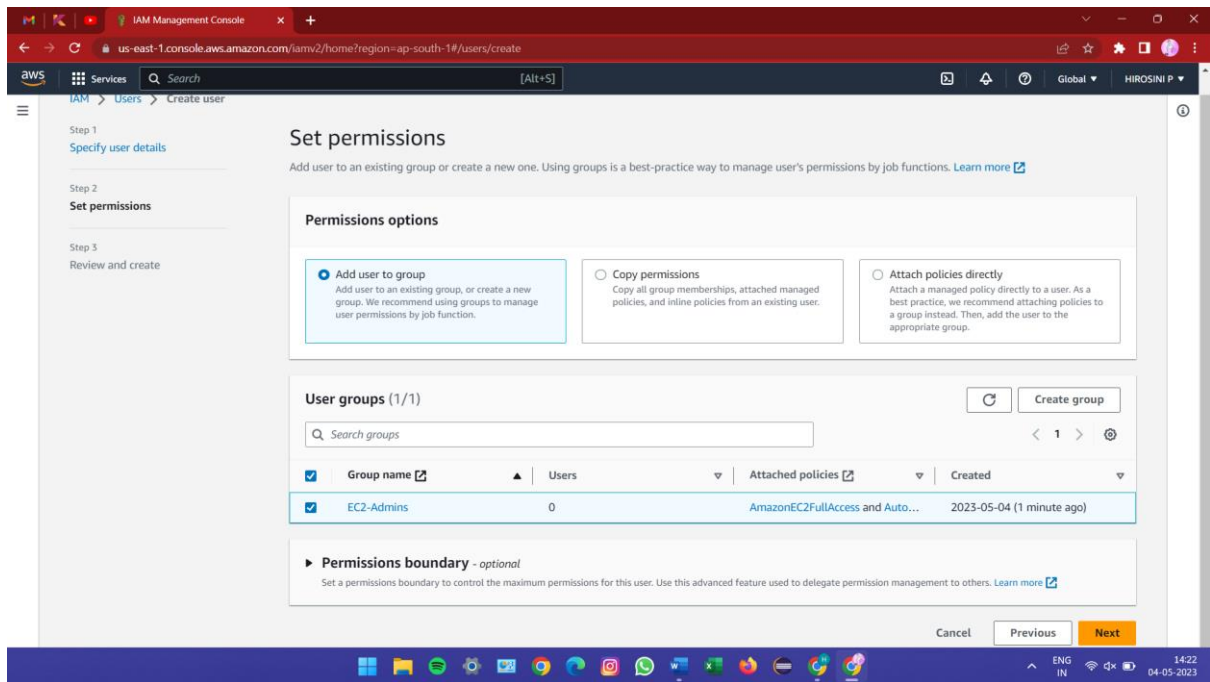 IAM Management Console
us-east-1.console.aws.amazon.com/iamv2/home?region=ap-south-1#/users/create
aws
Services
Search
[Alt+S]
Global
HIROSINI P
IAM > Users > Create user
Step 1
Specify user details
Step 2
Set permissions
Step 3
Review and create
Set permissions
Add user to an existing group or create a new one. Using groups is a best-practice way to manage user's permissions by job functions. Learn more
Permissions options
Add user to group
Add user to an existing group, or create a new
group. We recommend using groups to manage
user permissions by job function.
Copy permissions
Copy all group memberships, attached managed
policies, and inline policies from an existing user.
Attach policies directly
Attach a managed policy directly to a user. As a
best practice, we recommend attaching policies to
a group instead. Then, add the user to the
appropriate group.
User groups (1/1)
Create group
Search groups
< 1 >
Group name
Users
Attached policies
Created
EC2-Admins
0
AmazonEC2FullAccess and Auto...
2023-05-04 (1 minute ago)
Permissions boundary - optional
Set a permissions boundary to control the maximum permissions for this user. Use this advanced feature used to delegate permission management to others. Learn more
Cancel
Previous
Next
ENG
IN
14:22
04-05-2023